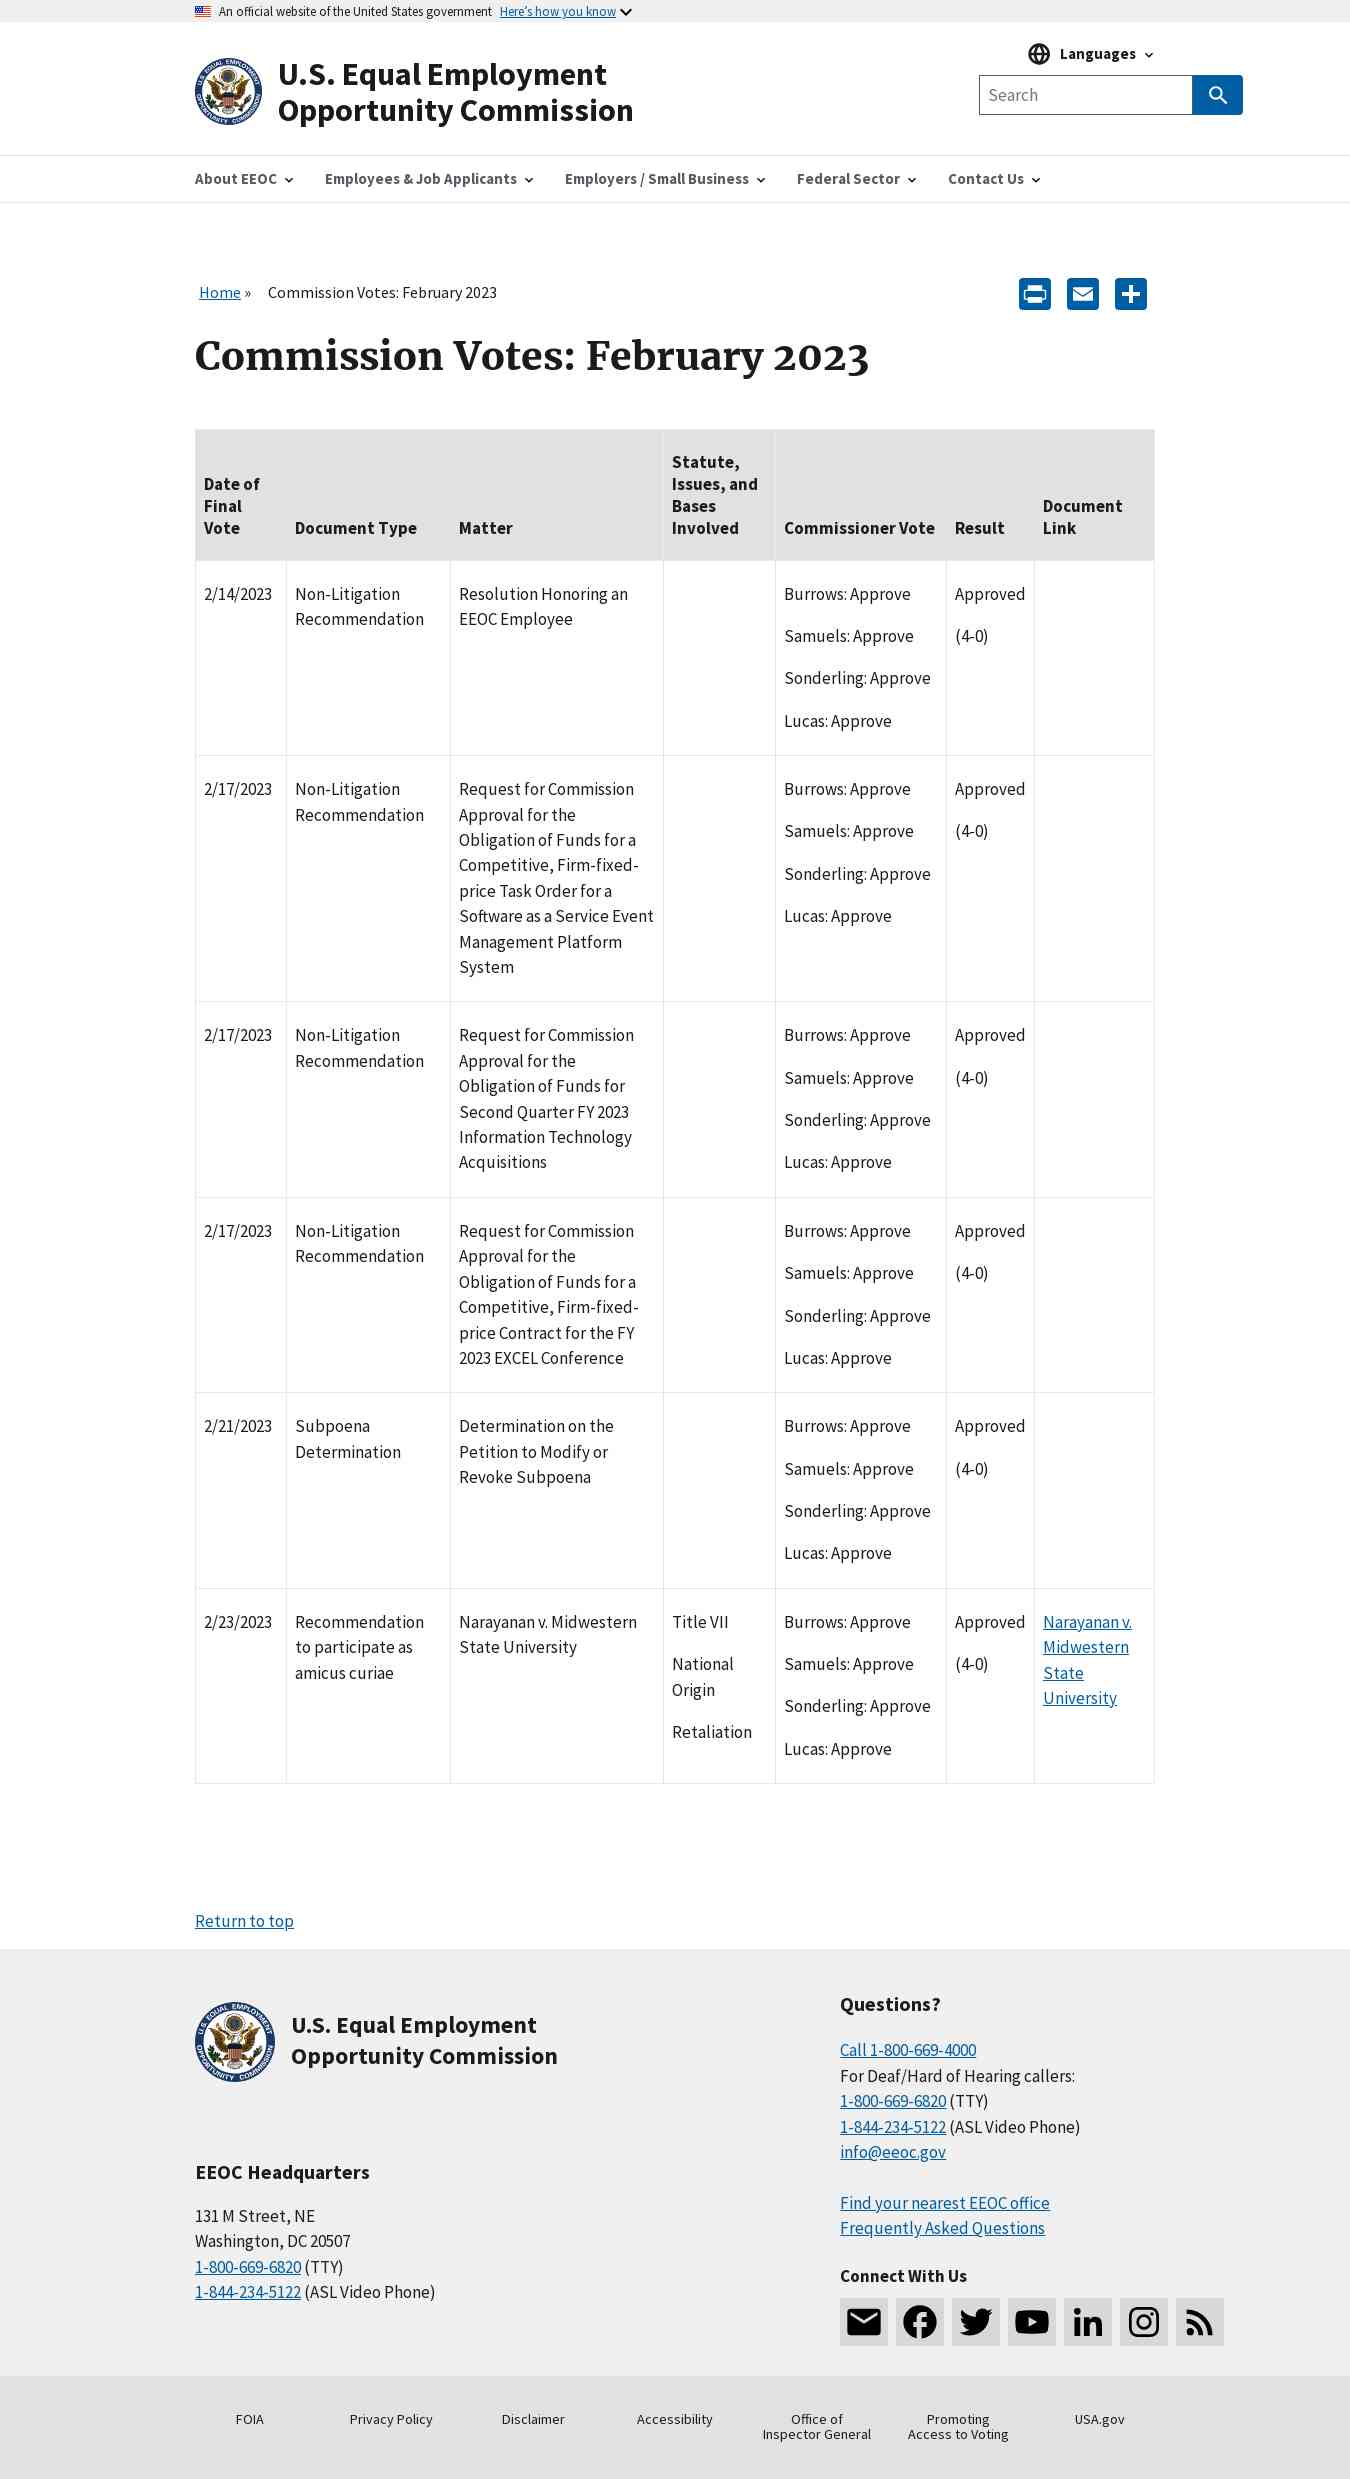 An official website of the United States government Here's how you know
U.S. Equal Employment
Opportunity Commission
Languages
Search
About EEOC
Employees & Job Applicants
Employers / Small Business
Federal Sector
Contact Us
Home » Commission Votes: February 2023
Commission Votes: February 2023
Date of
Final
Vote
Document Type
Matter
Statute,
Issues, and
Bases
Involved
Commissioner Vote
Result
Document
Link
2/14/2023
Non-Litigation
Recommendation
Resolution Honoring an
EEOC Employee
Burrows: Approve
Samuels: Approve
Sonderling: Approve
Lucas: Approve
Approved
(4-0)
2/17/2023
Non-Litigation
Recommendation
Request for Commission
Approval for the
Obligation of Funds for a
Competitive, Firm-fixed-
price Task Order for a
Software as a Service Event
Management Platform
System
Burrows: Approve
Samuels: Approve
Sonderling: Approve
Lucas: Approve
Approved
(4-0)
2/17/2023
Non-Litigation
Recommendation
Request for Commission
Approval for the
Obligation of Funds for
Second Quarter FY 2023
Information Technology
Acquisitions
Burrows: Approve
Samuels: Approve
Sonderling: Approve
Lucas: Approve
Approved
(4-0)
2/17/2023
Non-Litigation
Recommendation
Request for Commission
Approval for the
Obligation of Funds for a
Competitive, Firm-fixed-
price Contract for the FY
2023 EXCEL Conference
Burrows: Approve
Samuels: Approve
Sonderling: Approve
Lucas: Approve
Approved
(4-0)
2/21/2023
Subpoena
Determination
Determination on the
Petition to Modify or
Revoke Subpoena
Burrows: Approve
Samuels: Approve
Sonderling: Approve
Lucas: Approve
Approved
(4-0)
2/23/2023
Recommendation
to participate as
amicus curiae
Narayanan v. Midwestern
State University
Title VII
National
Origin
Retaliation
Burrows: Approve
Samuels: Approve
Sonderling: Approve
Lucas: Approve
Approved
(4-0)
Narayanan v.
Midwestern
State
University
Return to top
U.S. EQUAL EMPLOYMENT
OPPORTUNITY COMMISSION
U.S. Equal Employment
Opportunity Commission
EEOC Headquarters
131 M Street, NE
Washington, DC 20507
1-800-669-6820 (TTY)
1-844-234-5122 (ASL Video Phone)
Questions?
Call 1-800-669-4000
For Deaf/Hard of Hearing callers:
1-800-669-6820 (TTY)
1-844-234-5122 (ASL Video Phone)
info@eeoc.gov
Find your nearest EEOC office
Frequently Asked Questions
Connect With Us
FOIA
Privacy Policy
Disclaimer
Accessibility
Office of
Inspector General
Promoting
Access to Voting
USA.gov